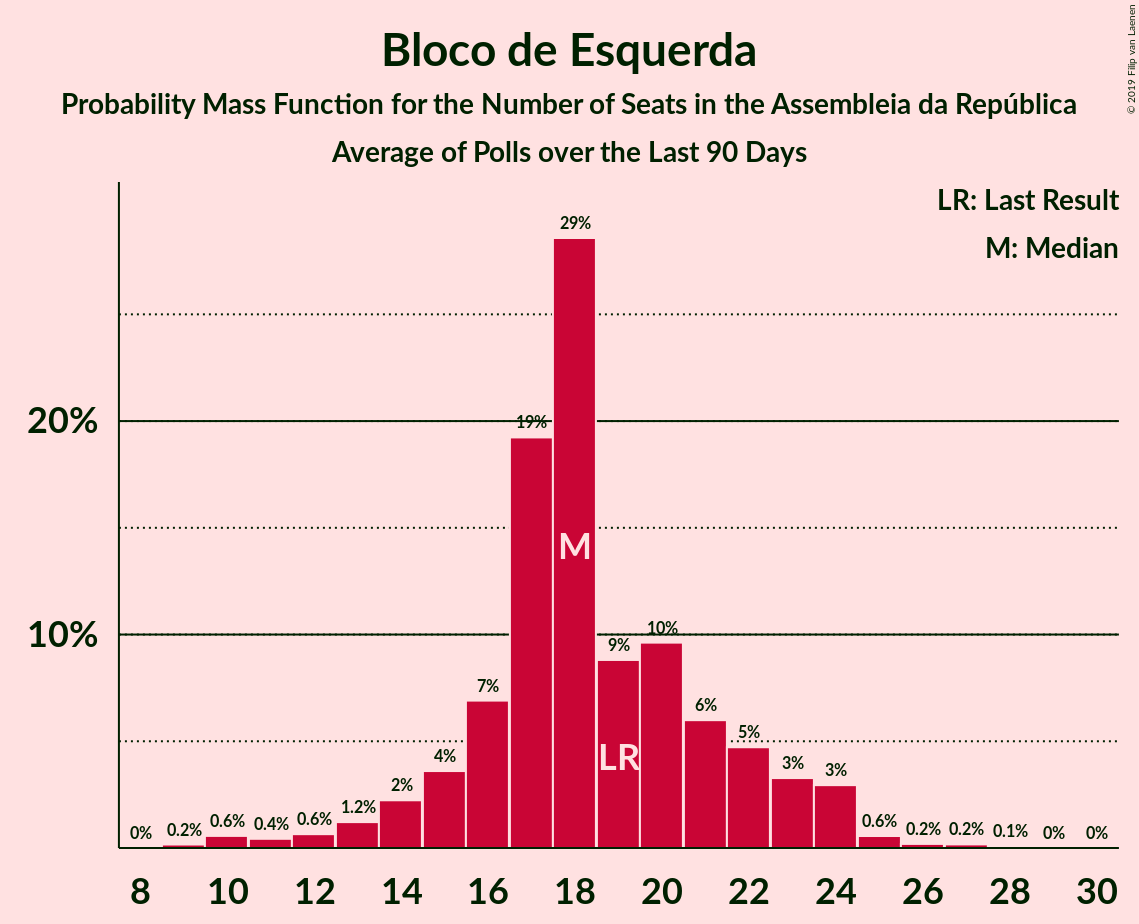 Bloco de Esquerda
Probability Mass Function for the Number of Seats in the Assembleia da República
Average of Polls over the Last 90 Days
© 2019 Filip van Laenen
LR: Last Result
M: Median
20%
10%
0%
0.2%
0.6%
0.4%
0.6%
1.2%
2%
4%
7%
19%
29%
9%
10%
6%
5%
3%
3%
0.6%
0.2%
0.2%
0.1%
0%
0%
M
LR
8 10 12 14 16 18 20 22 24 26 28 30